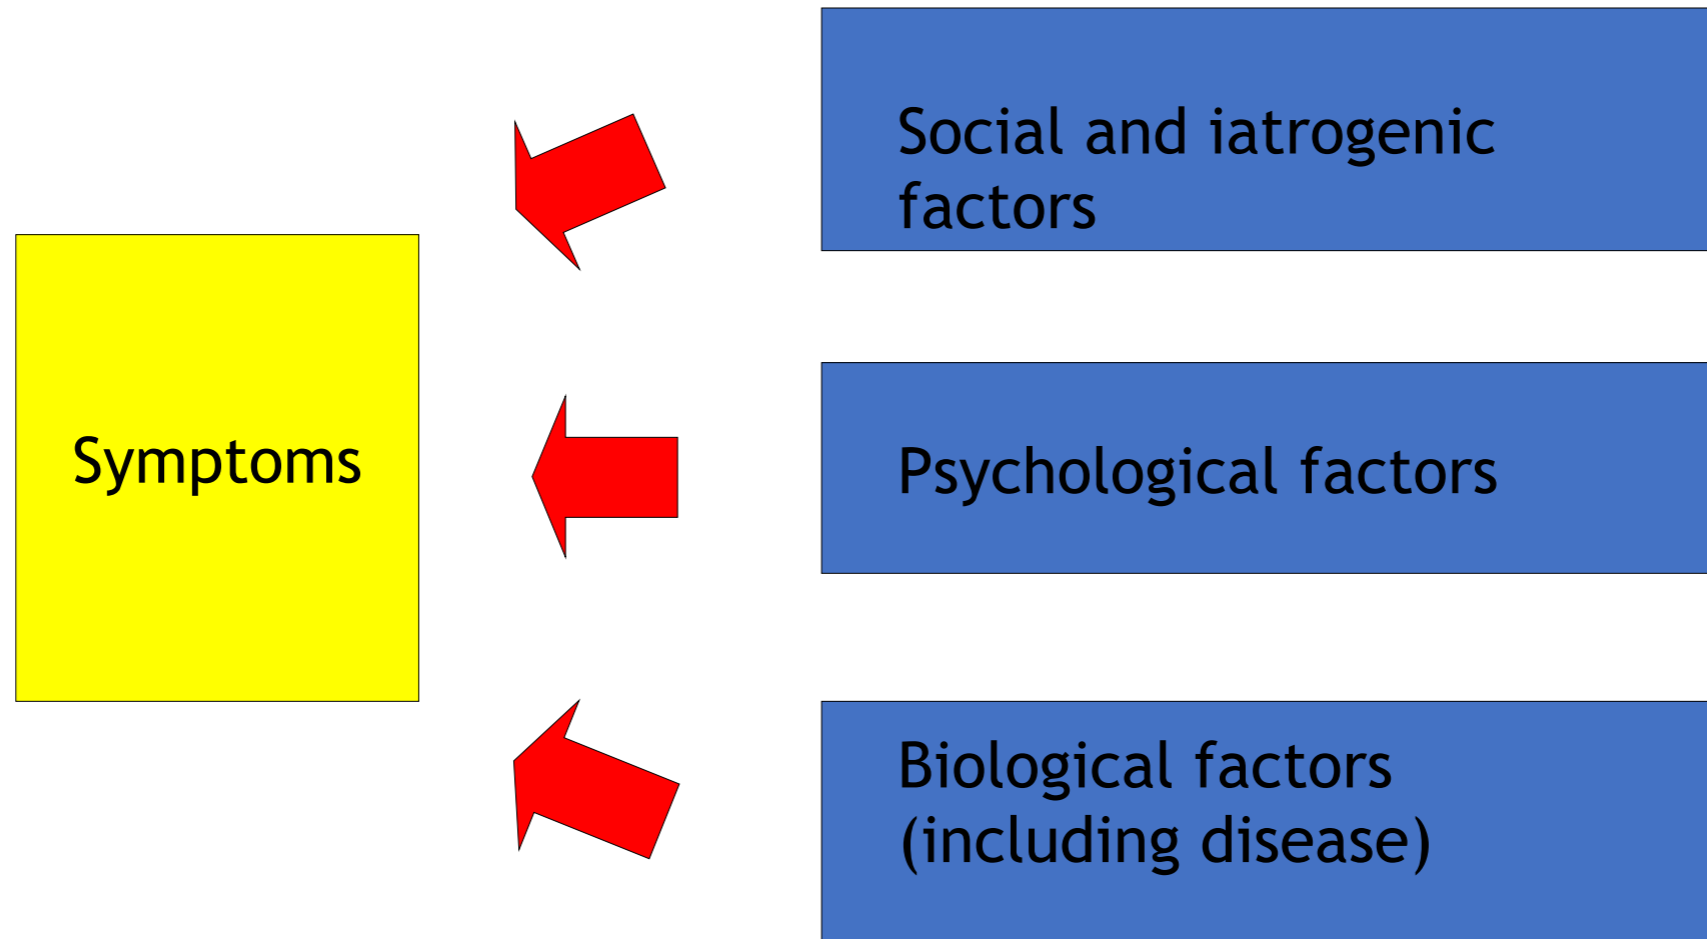 Social and iatrogenic
factors
Symptoms
Psychological factors
Biological factors
(including disease)